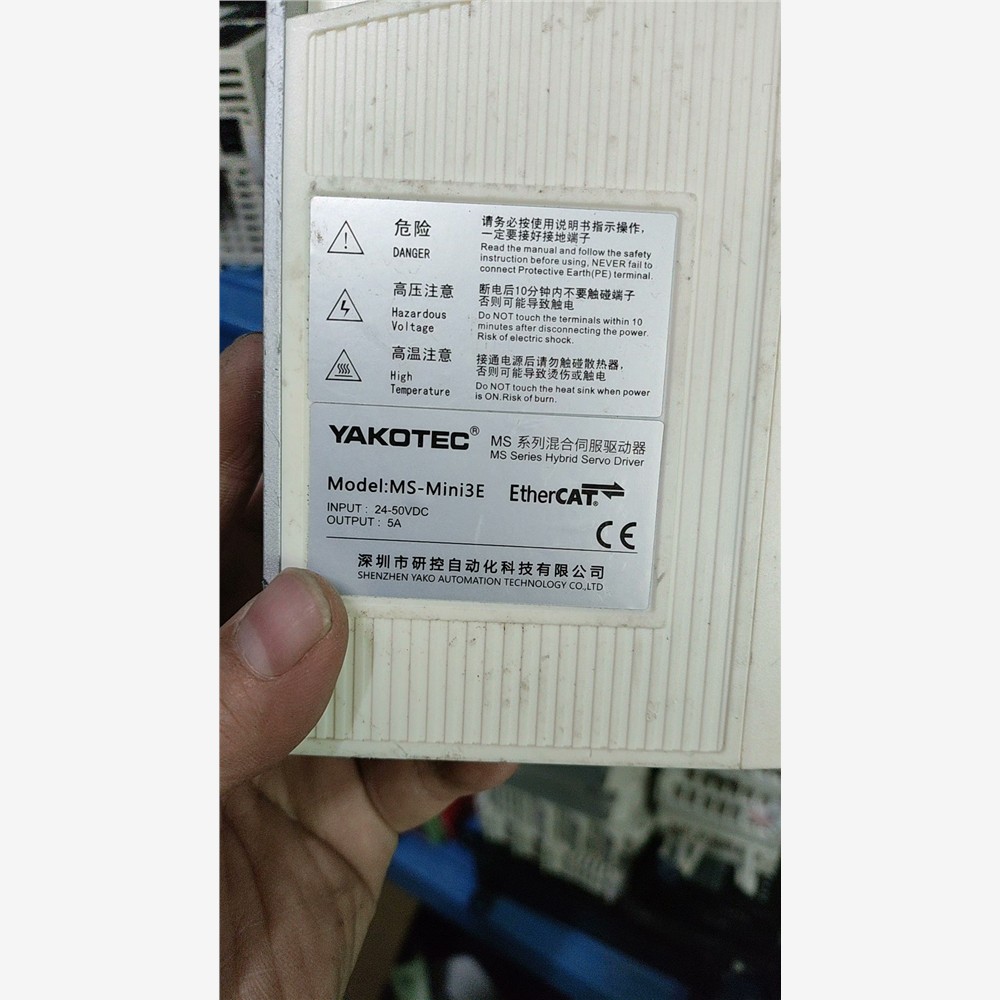 危险
DANGER
请务必按使用说明书指示操作，
一定要接好接地端子
Read the manual and follow the safety
instruction before using, NEVER fail to
connect Protective Earth(PE) terminal.
高压注意
Hazardous
Voltage
断电后10分钟内不要触碰端子
否则可能导致触电
Do NOT touch the terminals within 10
minutes after disconnecting the power.
Risk of electric shock.
高温注意
High
Temperature
接通电源后请勿触碰散热器，
否则可能导致烫伤或触电
Do NOT touch the heat sink when power
is ON.Risk of burn.
YAKOTEC®
MS 系列混合伺服驱动器
MS Series Hybrid Servo Driver
Model:MS-Mini3E
EtherCAT®
INPUT : 24-50VDC
OUTPUT : 5A
CE
深圳市研控自动化科技有限公司
SHENZHEN YAKO AUTOMATION TECHNOLOGY CO.,LTD